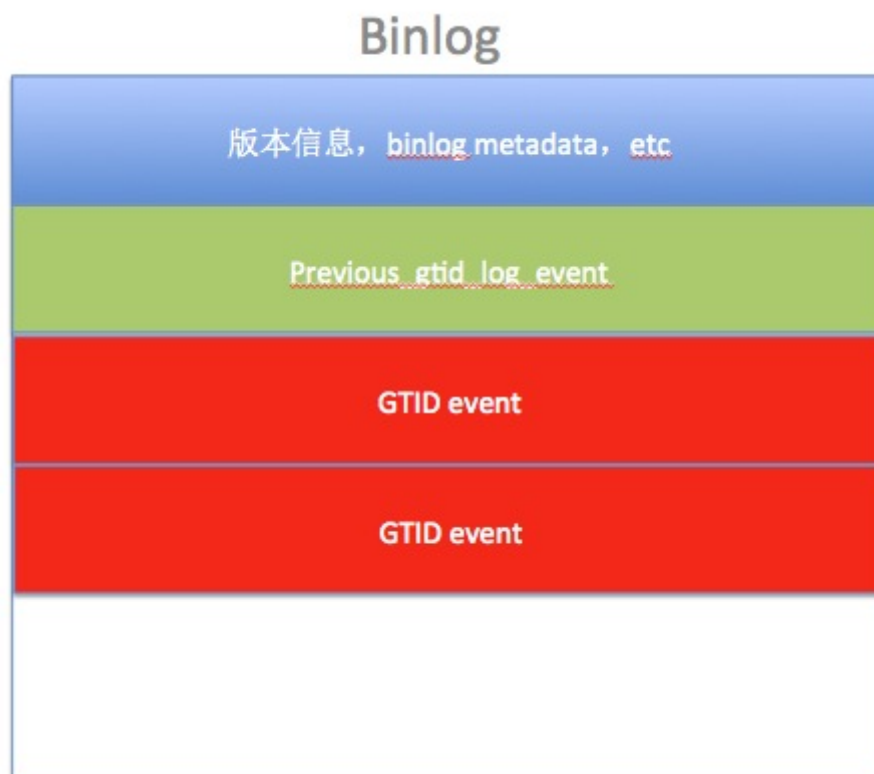 Binlog
版本信息，binlog metadata，etc
Previous_gtid_log_event
GTID event
GTID event